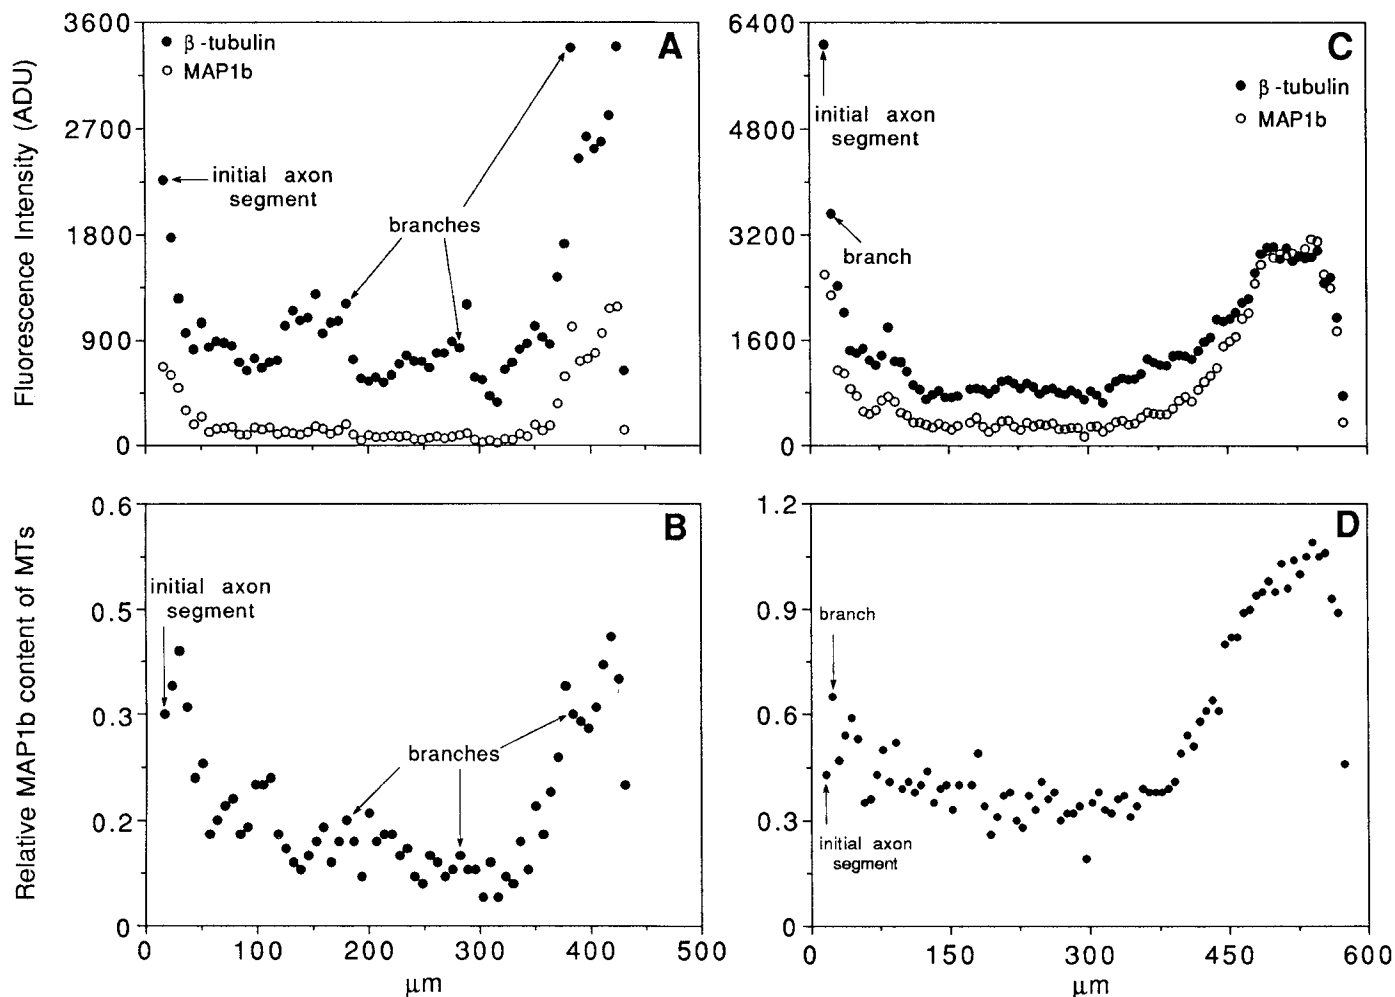 Fluorescence Intensity (ADU)
3600
2700
1800
900
0
A
● β-tubulin
○ MAP1b
initial axon
segment
branches
6400
4800
3200
1600
0
C
● β-tubulin
○ MAP1b
initial axon
segment
branch
Relative MAP1b content of MTs
0.6
0.5
0.3
0.2
0
B
initial axon
segment
branches
0 100 200 300 400 500
μm
1.2
0.9
0.6
0.3
0
D
branch
initial axon
segment
0 150 300 450 600
μm